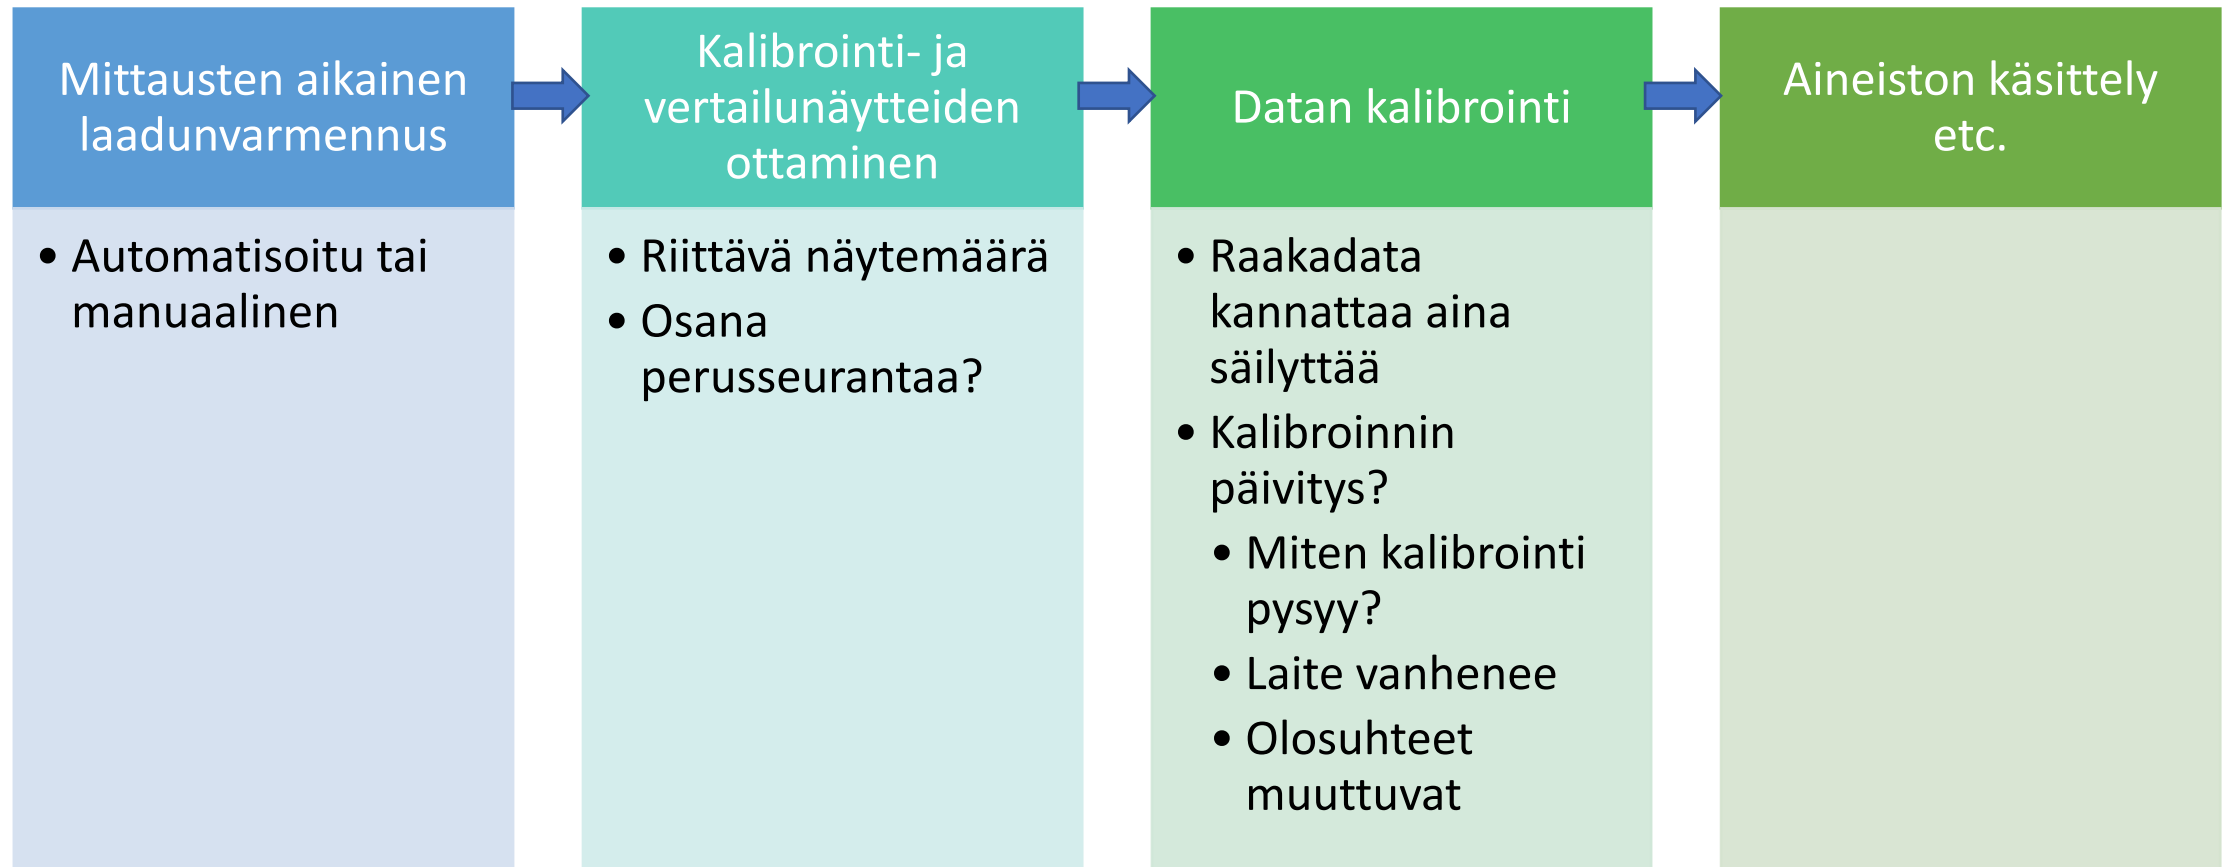 Mittausten aikainen
laadunvarmennus
• Automatisoitu tai
manuaalinen
Kalibrointi- ja
vertailunäytteiden
ottaminen
• Riittävä näytemäärä
• Osana
perusseurantaa?
Datan kalibrointi
• Raakadata
kannattaa aina
säilyttää
• Kalibroinnin
päivitys?
• Miten kalibrointi
pysyy?
• Laite vanhenee
• Olosuhteet
muuttuvat
Aineiston käsittely
etc.